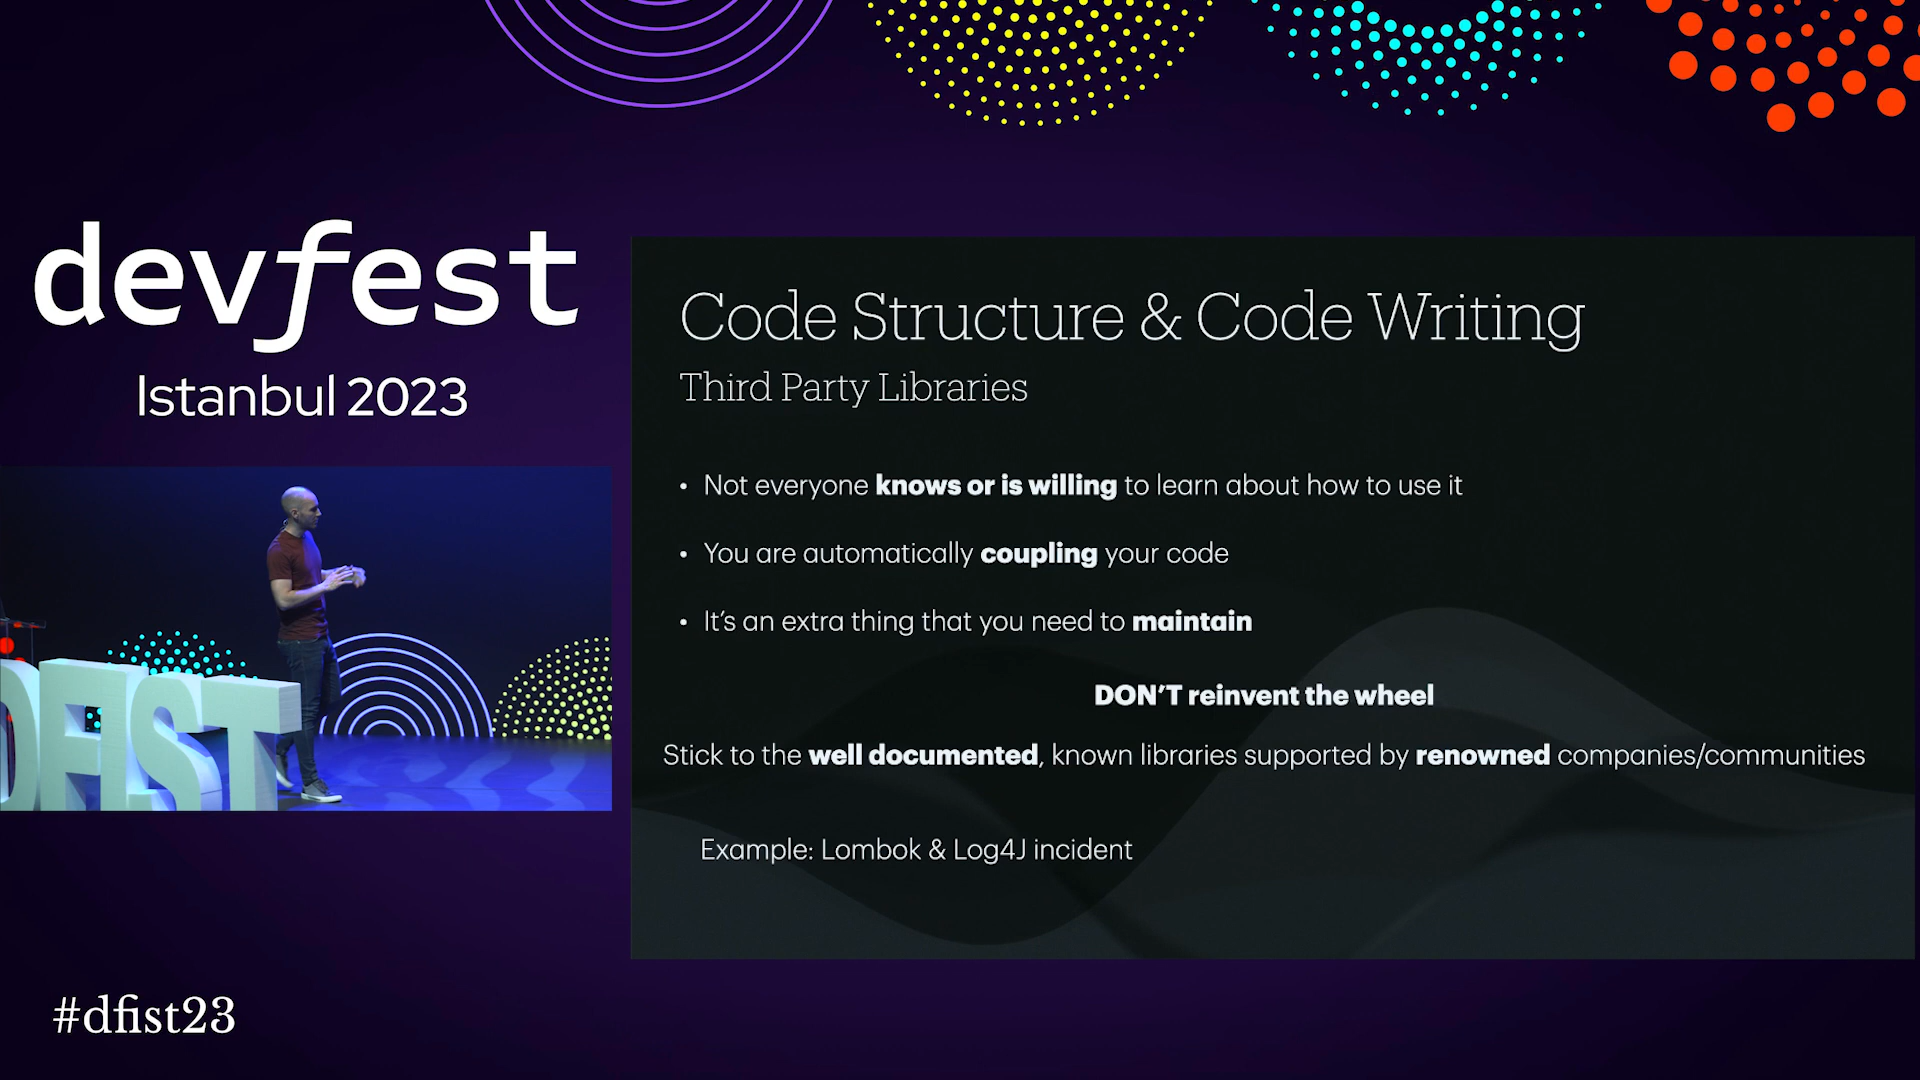 devfest
Istanbul 2023
DFIST
#dfist23
Code Structure & Code Writing
Third Party Libraries
• Not everyone knows or is willing to learn about how to use it
• You are automatically coupling your code
• It's an extra thing that you need to maintain
DON'T reinvent the wheel
Stick to the well documented, known libraries supported by renowned companies/communities
Example: Lombok & Log4J incident